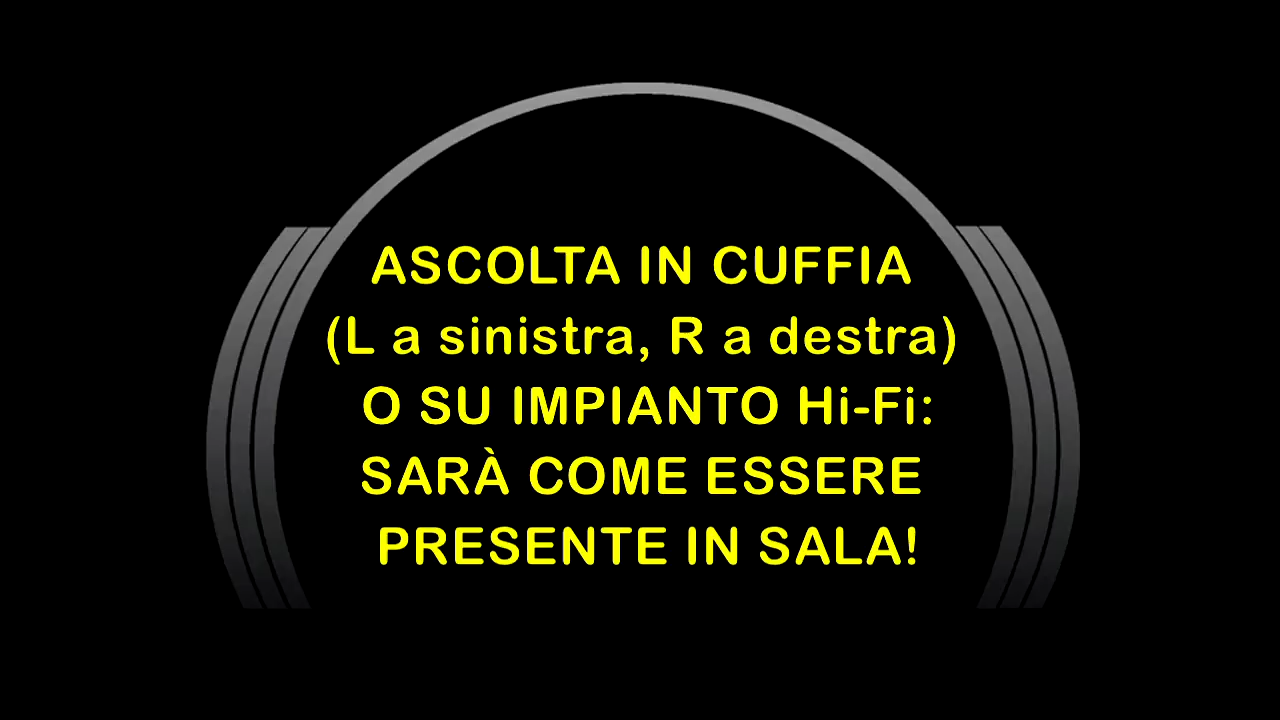 ASCOLTA IN CUFFIA
(L a sinistra, R a destra)
O SU IMPIANTO Hi-Fi:
SARÀ COME ESSERE
PRESENTE IN SALA!